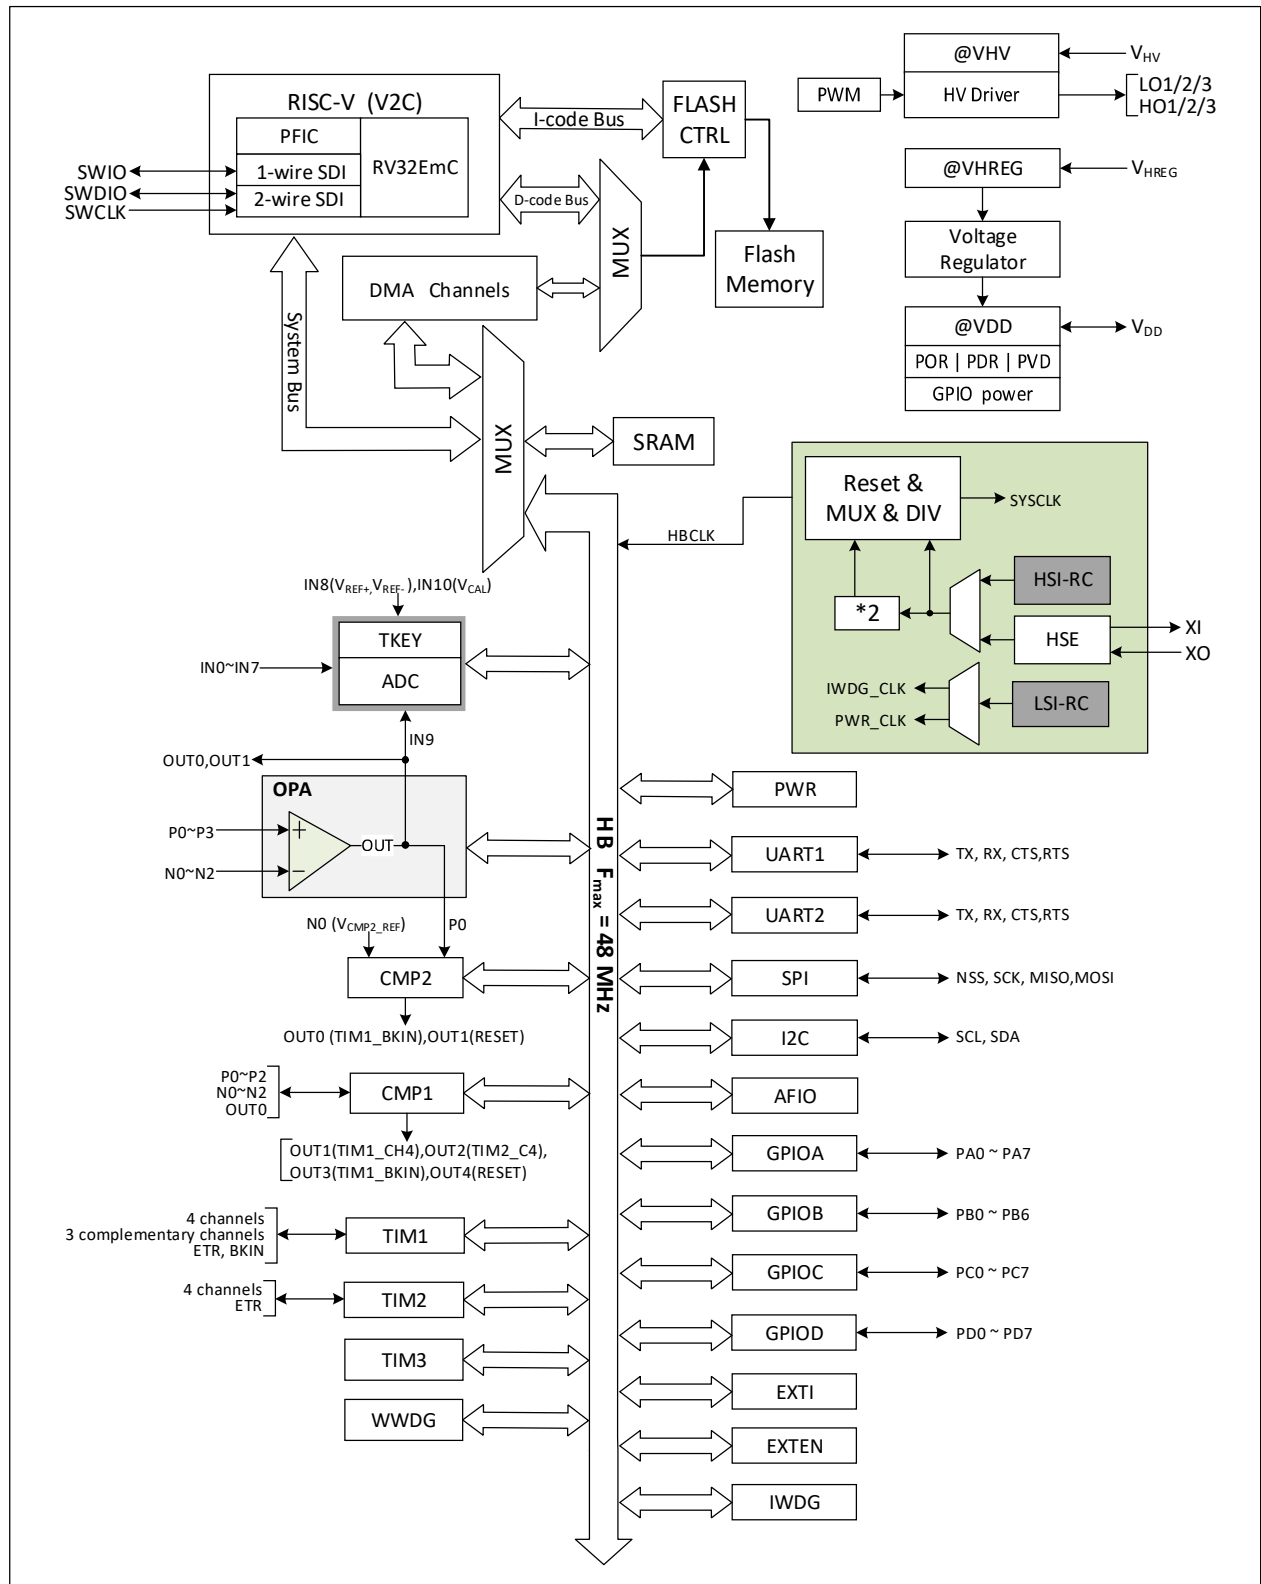 RISC-V (V2C)
PFIC
1-wire SDI
2-wire SDI
RV32EmC
SWIO
SWDIO
SWCLK
I-code Bus
D-code Bus
FLASH
CTRL
MUX
Flash
Memory
DMA Channels
System Bus
MUX
SRAM
@VHV
HV Driver
PWM
VHV
LO1/2/3
HO1/2/3
@VHREG
VHREG
Voltage
Regulator
@VDD
VDD
POR | PDR | PVD
GPIO power
Reset &
MUX & DIV
SYSCLK
HBCLK
*2
HSI-RC
HSE
XI
XO
IWDG_CLK
PWR_CLK
LSI-RC
IN8(VREF+,VREF-),IN10(VCAL)
TKEY
ADC
IN0~IN7
IN9
OUT0,OUT1
OPA
P0~P3
N0~N2
+
−
OUT
N0 (VCMP2_REF)
P0
CMP2
OUT0 (TIM1_BKIN),OUT1(RESET)
P0~P2
N0~N2
OUT0
CMP1
OUT1(TIM1_CH4),OUT2(TIM2_C4),
OUT3(TIM1_BKIN),OUT4(RESET)
4 channels
3 complementary channels
ETR, BKIN
TIM1
4 channels
ETR
TIM2
TIM3
WWDG
HB Fmax = 48 MHz
PWR
UART1
TX, RX, CTS,RTS
UART2
TX, RX, CTS,RTS
SPI
NSS, SCK, MISO,MOSI
I2C
SCL, SDA
AFIO
GPIOA
PA0 ~ PA7
GPIOB
PB0 ~ PB6
GPIOC
PC0 ~ PC7
GPIOD
PD0 ~ PD7
EXTI
EXTEN
IWDG